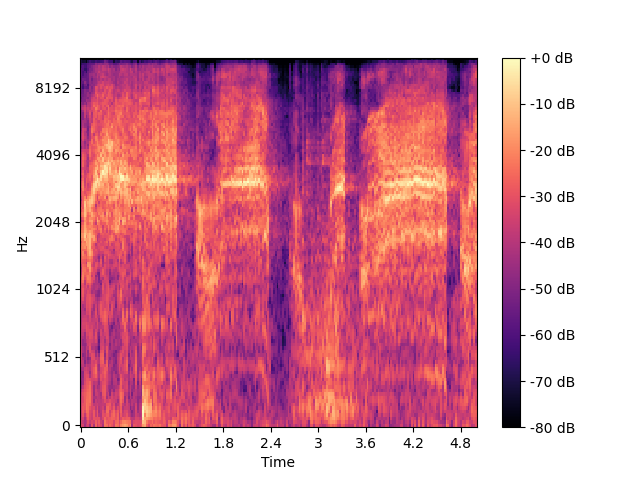 8192
4096
2048
1024
512
0
Hz
0 0.6 1.2 1.8 2.4 3 3.6 4.2 4.8
Time
+0 dB
-10 dB
-20 dB
-30 dB
-40 dB
-50 dB
-60 dB
-70 dB
-80 dB